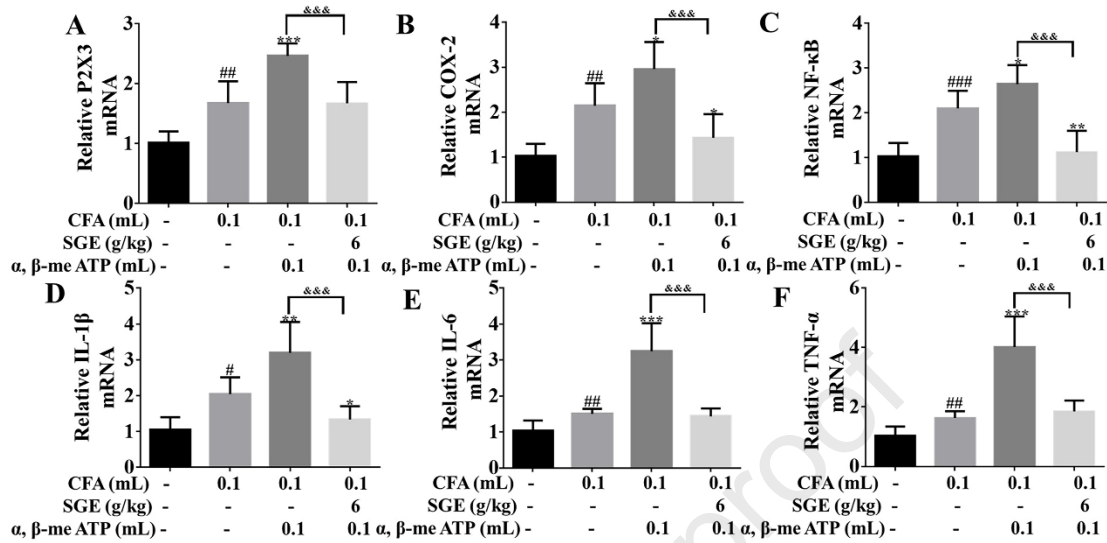 A
Relative P2X3
mRNA
3
2
1
0
##
***
&&&
CFA (mL) - 0.1 0.1 0.1
SGE (g/kg) - - - 6
α, β-me ATP (mL) - - 0.1 0.1
B
Relative COX-2
mRNA
4
3
2
1
0
##
*
&&&
*
CFA (mL) - 0.1 0.1 0.1
SGE (g/kg) - - - 6
α, β-me ATP (mL) - - 0.1 0.1
C
Relative NF-κB
mRNA
4
3
2
1
0
###
*
&&&
**
CFA (mL) - 0.1 0.1 0.1
SGE (g/kg) - - - 6
α, β-me ATP (mL) - - 0.1 0.1
D
Relative IL-1β
mRNA
5
4
3
2
1
0
#
**
&&&
*
CFA (mL) - 0.1 0.1 0.1
SGE (g/kg) - - - 6
α, β-me ATP (mL) - - 0.1 0.1
E
Relative IL-6
mRNA
5
4
3
2
1
0
##
***
&&&
CFA (mL) - 0.1 0.1 0.1
SGE (g/kg) - - - 6
α, β-me ATP (mL) - - 0.1 0.1
F
Relative TNF-α
mRNA
6
4
2
0
##
***
&&&
CFA (mL) - 0.1 0.1 0.1
SGE (g/kg) - - - 6
α, β-me ATP (mL) - - 0.1 0.1
proof